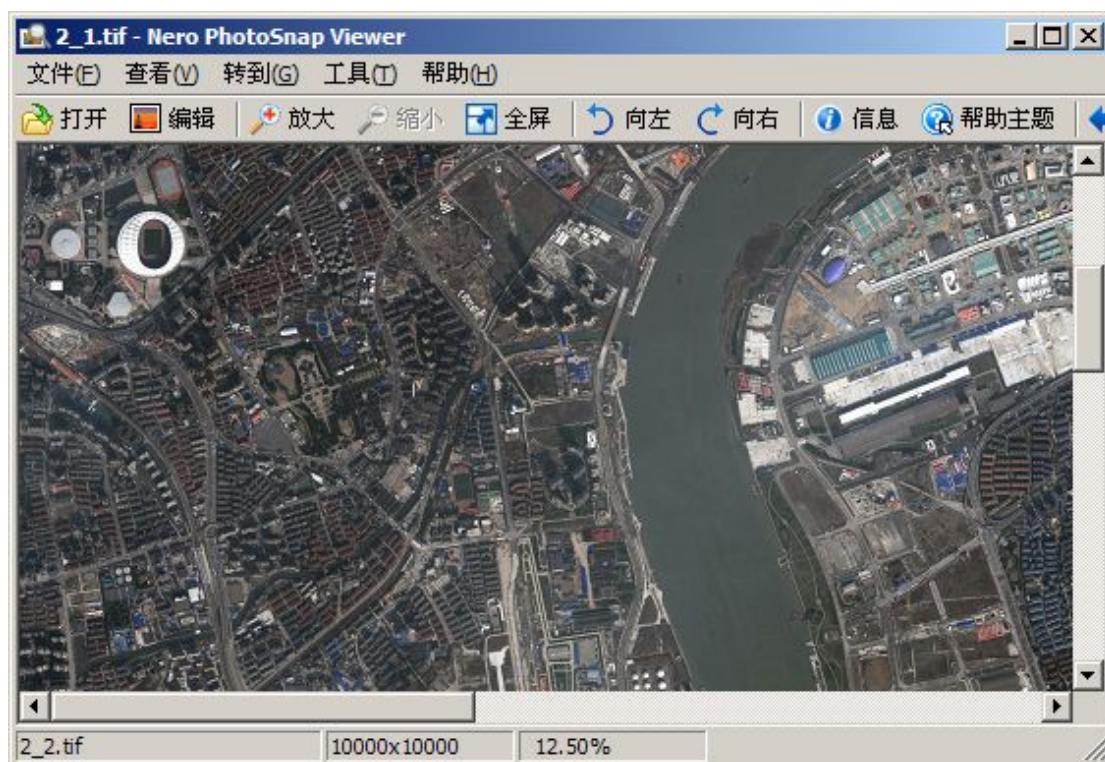 2_1.tif - Nero PhotoSnap Viewer
文件(F) 查看(V) 转到(G) 工具(T) 帮助(H)
打开 编辑 放大 缩小 全屏 向左 向右 信息 帮助主题
2_2.tif 10000x10000 12.50%